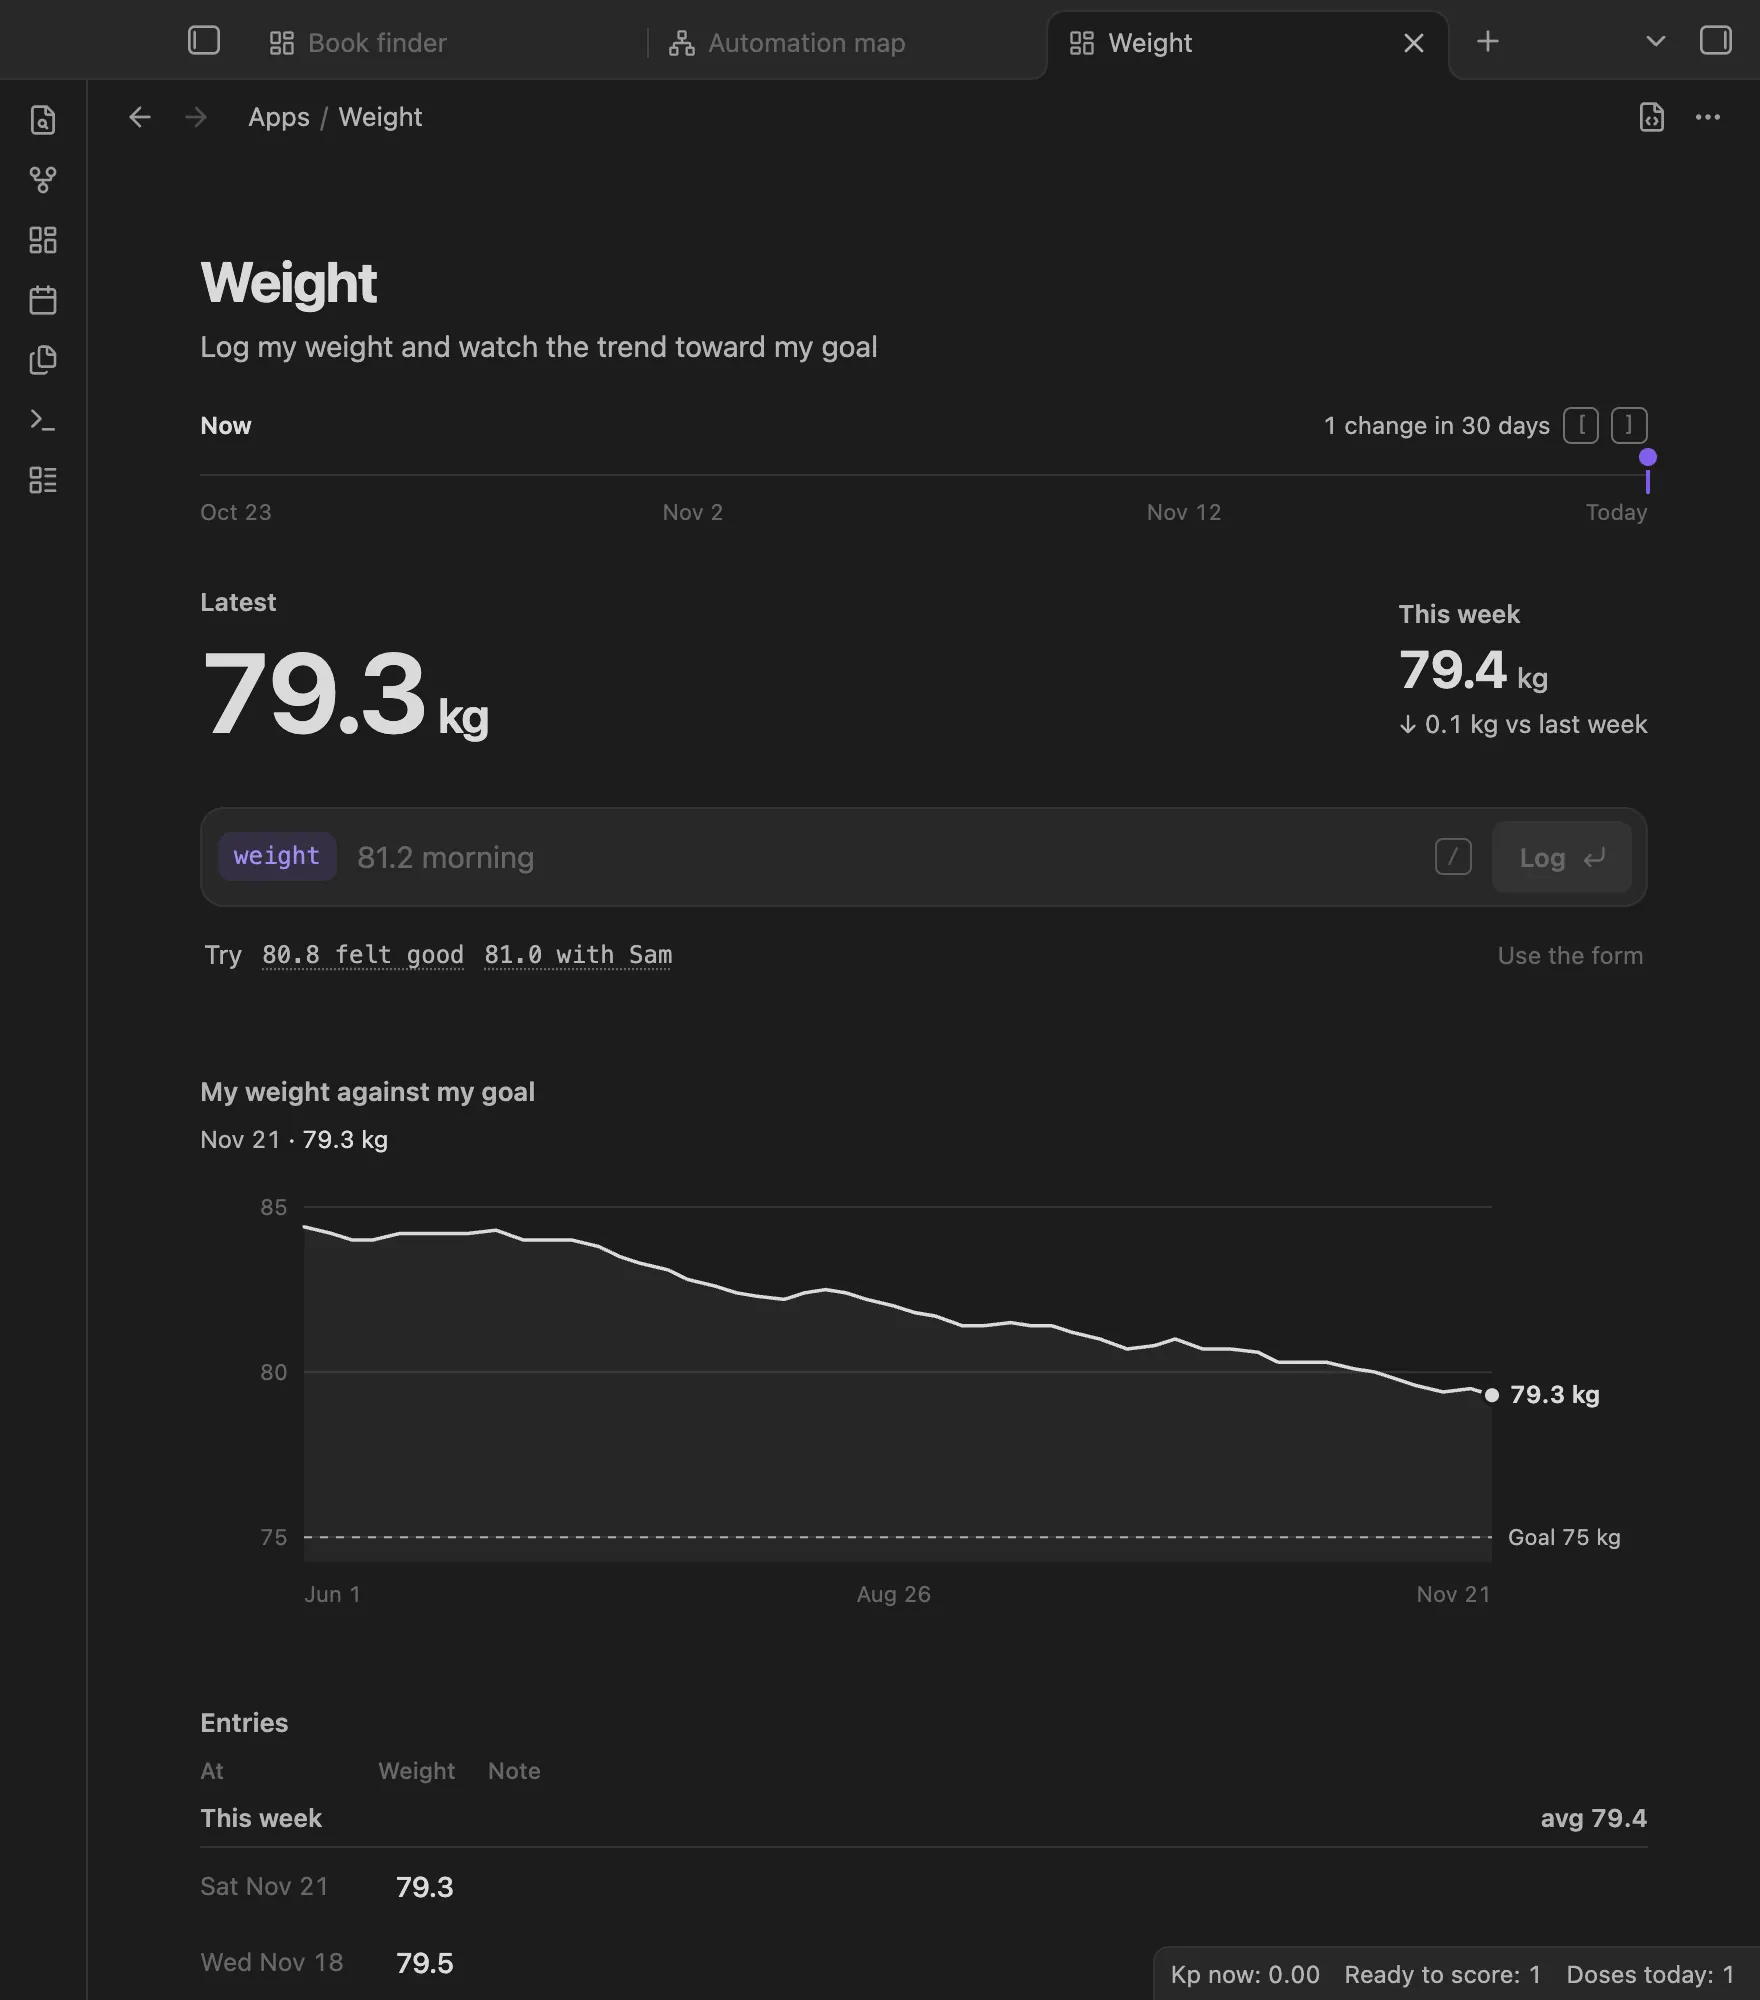 Book finder
Automation map
Weight
Apps / Weight
Weight
Log my weight and watch the trend toward my goal
Now
1 change in 30 days [ ]
Oct 23
Nov 2
Nov 12
Today
Latest
79.3 kg
This week
79.4 kg
↓ 0.1 kg vs last week
weight 81.2 morning
/
Log
Try 80.8 felt good 81.0 with Sam
Use the form
My weight against my goal
Nov 21 · 79.3 kg
85
80
79.3 kg
75
Goal 75 kg
Jun 1
Aug 26
Nov 21
Entries
At Weight Note
This week avg 79.4
Sat Nov 21 79.3
Wed Nov 18 79.5
Kp now: 0.00 Ready to score: 1 Doses today: 1